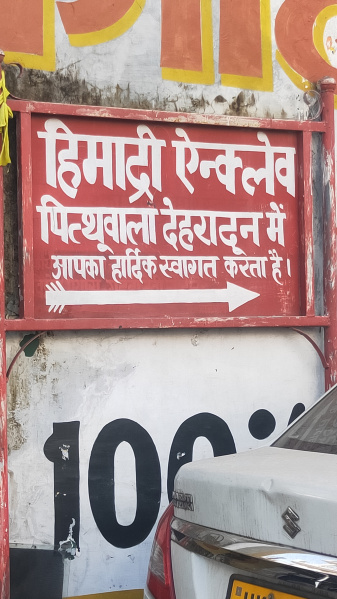 हिमाद्री ऐन्क्लेव
पित्थूवाला देहरादून में
आपका हार्दिक स्वागत करता है।
100%